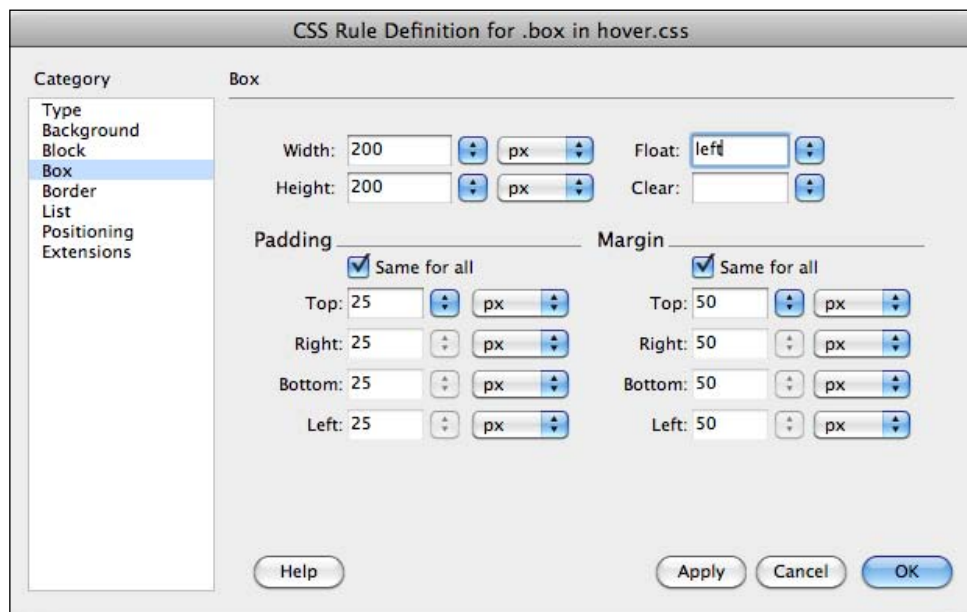 CSS Rule Definition for .box in hover.css
Category
Type
Background
Block
Box
Border
List
Positioning
Extensions
Box
Width: 200 px Float: left
Height: 200 px Clear:
Padding Margin
Same for all Same for all
Top: 25 px Top: 50 px
Right: 25 px Right: 50 px
Bottom: 25 px Bottom: 50 px
Left: 25 px Left: 50 px
Help Apply Cancel OK